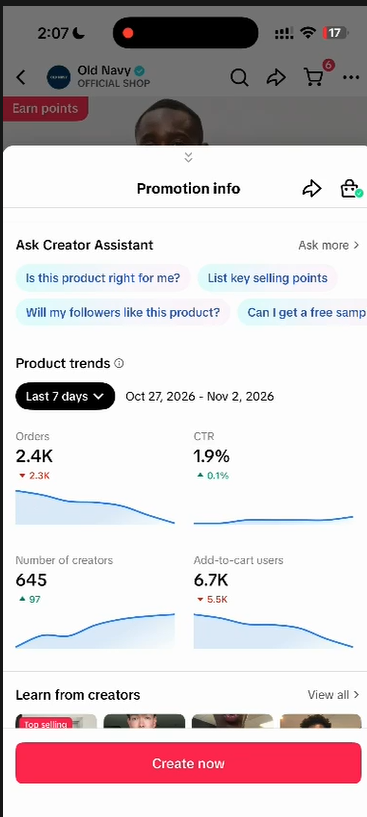 2:07
17
Old Navy
OFFICIAL SHOP
6
Earn points
Promotion info
Ask Creator Assistant
Ask more >
Is this product right for me?
List key selling points
Will my followers like this product?
Can I get a free samp
Product trends
Last 7 days
Oct 27, 2026 - Nov 2, 2026
Orders
CTR
2.4K
1.9%
2.3K
0.1%
Number of creators
Add-to-cart users
645
6.7K
97
5.5K
Learn from creators
View all >
Top selling
Create now